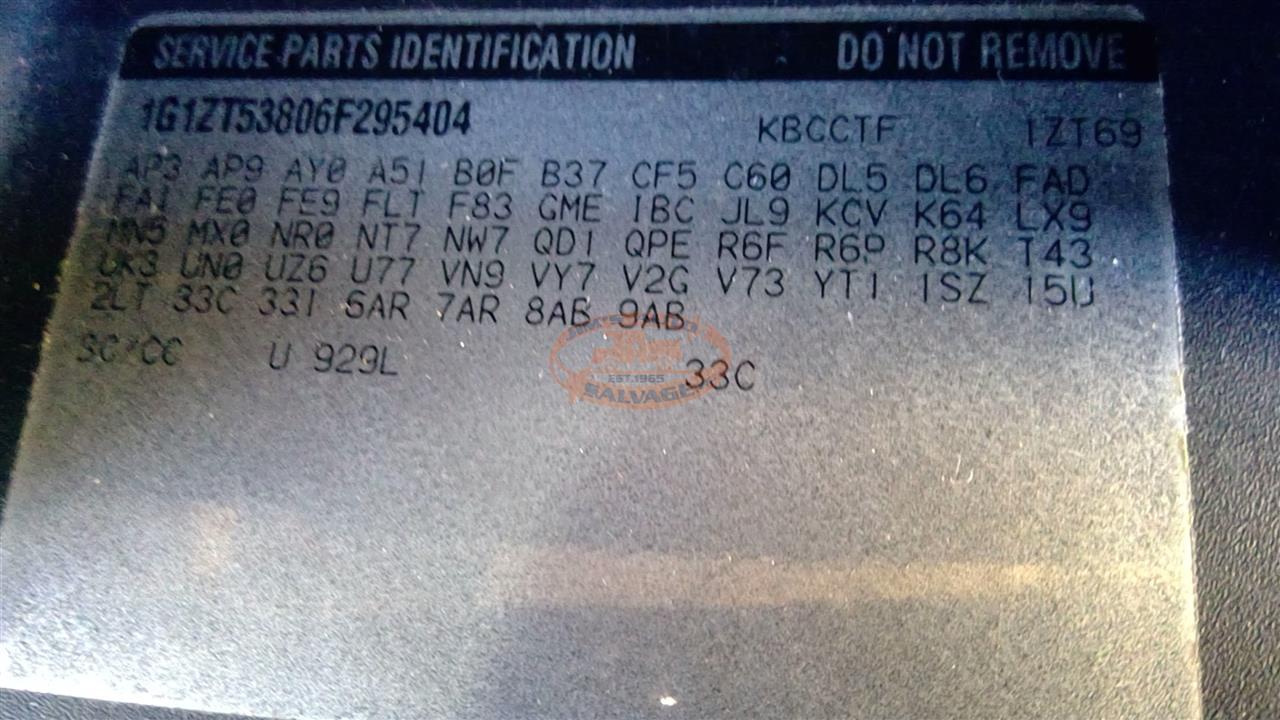 SERVICE PARTS IDENTIFICATION DO NOT REMOVE
1G1ZT53806F295404 KBCCTF 1ZT69
AP3 AP9 AY0 A51 B0F B37 CF5 C60 DL5 DL6 FAD
FA1 FE0 FE9 FLT F83 GME IBC JL9 KCV K64 LX9
MN5 MX0 NR0 NT7 NW7 QD1 QPE R6F R6P R8K T43
UK3 UN0 UZ6 U77 VN9 VY7 V2G V73 YT1 1SZ 15U
2LT 33C 33I 6AR 7AR 8AB 9AB
U 929L 33C
EST.1965
SALVAGE